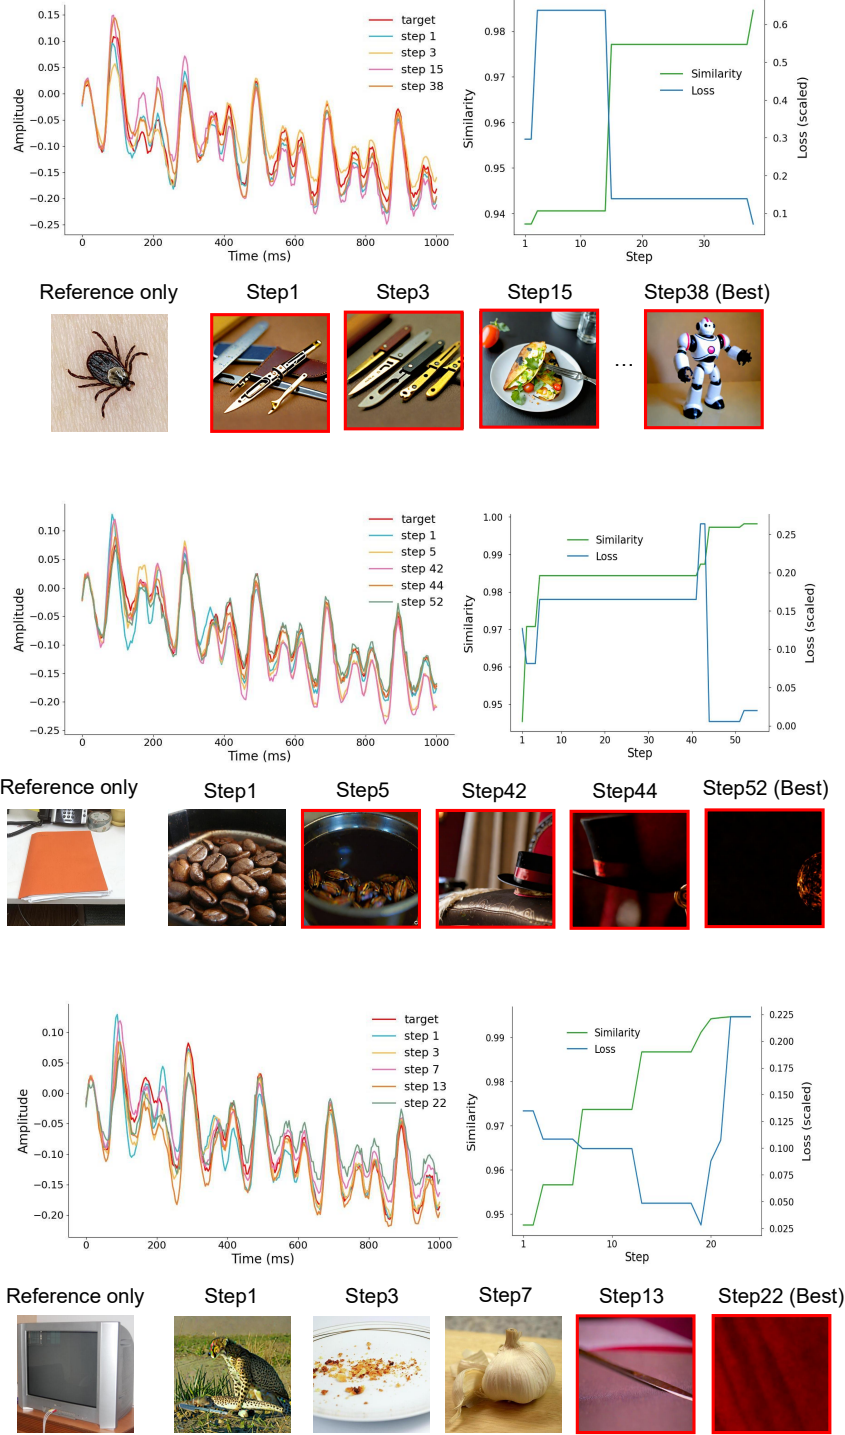 0.15
0.10
0.05
0.00
−0.05
−0.10
−0.15
−0.20
−0.25
Amplitude
0 200 400 600 800 1000
Time (ms)
target
step 1
step 3
step 15
step 38
0.98
0.97
0.96
0.95
0.94
Similarity
1 10 20 30
Step
Similarity
Loss
0.6
0.5
0.4
0.3
0.2
0.1
Loss (scaled)
Reference only Step1 Step3 Step15 Step38 (Best)
...
0.10
0.05
0.00
−0.05
−0.10
−0.15
−0.20
−0.25
Amplitude
0 200 400 600 800 1000
Time (ms)
target
step 1
step 5
step 42
step 44
step 52
1.00
0.99
0.98
0.97
0.96
0.95
Similarity
1 10 20 30 40 50
Step
Similarity
Loss
0.25
0.20
0.15
0.10
0.05
0.00
Loss (scaled)
Reference only Step1 Step5 Step42 Step44 Step52 (Best)
0.10
0.05
0.00
−0.05
−0.10
−0.15
−0.20
Amplitude
0 200 400 600 800 1000
Time (ms)
target
step 1
step 3
step 7
step 13
step 22
0.99
0.98
0.97
0.96
0.95
Similarity
1 10 20
Step
Similarity
Loss
0.225
0.200
0.175
0.150
0.125
0.100
0.075
0.050
0.025
Loss (scaled)
Reference only Step1 Step3 Step7 Step13 Step22 (Best)